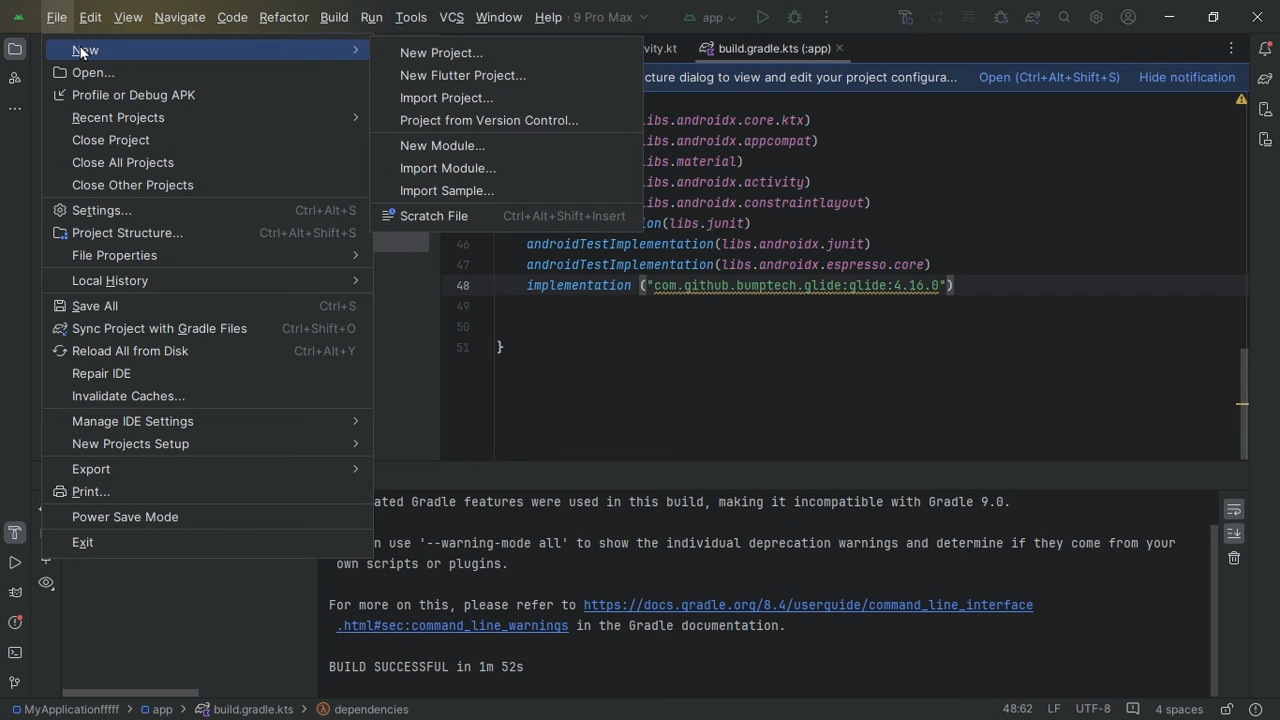 File Edit View Navigate Code Refactor Build Run Tools VCS Window Help 9 Pro Max app
New
Open...
Profile or Debug APK
Recent Projects
Close Project
Close All Projects
Close Other Projects
Settings... Ctrl+Alt+S
Project Structure... Ctrl+Alt+Shift+S
File Properties
Local History
Save All Ctrl+S
Sync Project with Gradle Files Ctrl+Shift+O
Reload All from Disk Ctrl+Alt+Y
Repair IDE
Invalidate Caches...
Manage IDE Settings
New Projects Setup
Export
Print...
Power Save Mode
Exit
New Project...
New Flutter Project...
Import Project...
Project from Version Control...
New Module...
Import Module...
Import Sample...
Scratch File Ctrl+Alt+Shift+Insert
vity.kt build.gradle.kts (:app)
cture dialog to view and edit your project configura... Open (Ctrl+Alt+Shift+S) Hide notification
libs.androidx.core.ktx)
libs.androidx.appcompat)
libs.material)
libs.androidx.activity)
libs.androidx.constraintlayout)
ion(libs.junit)
46 androidTestImplementation(libs.androidx.junit)
47 androidTestImplementation(libs.androidx.espresso.core)
48 implementation ("com.github.bumptech.glide:glide:4.16.0")
49
50
51 }
ated Gradle features were used in this build, making it incompatible with Gradle 9.0.
n use '--warning-mode all' to show the individual deprecation warnings and determine if they come from your
own scripts or plugins.
For more on this, please refer to https://docs.gradle.org/8.4/userguide/command_line_interface
.html#sec:command_line_warnings in the Gradle documentation.
BUILD SUCCESSFUL in 1m 52s
MyApplicationfffff app build.gradle.kts dependencies 48:62 LF UTF-8 4 spaces